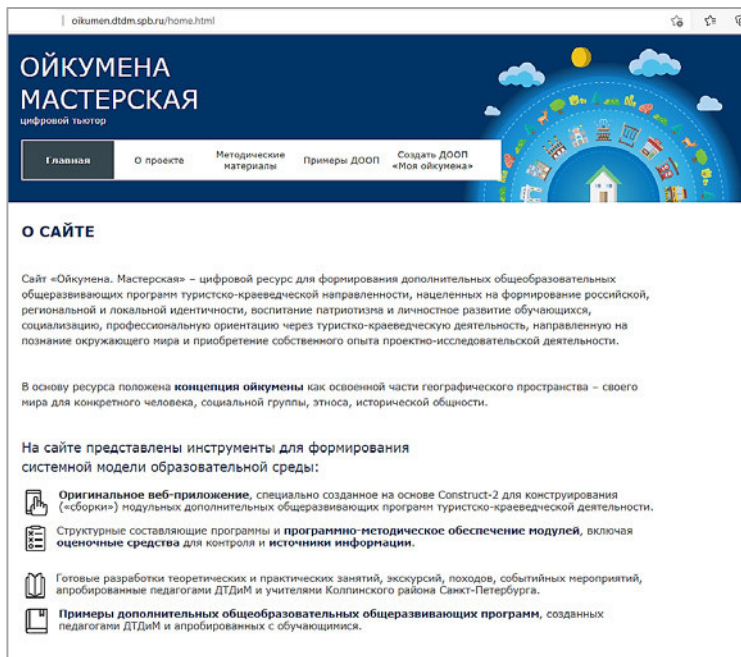 oikumen.dtdm.spb.ru/home.html
ОЙКУМЕНА
МАСТЕРСКАЯ
цифровой тьютор
Главная
О проекте
Методические
материалы
Примеры ДООП
Создать ДООП
«Моя ойкумена»
О САЙТЕ
Сайт «Ойкумена. Мастерская» – цифровой ресурс для формирования дополнительных общеобразовательных
общеразвивающих программ туристско-краеведческой направленности, нацеленных на формирование российской,
региональной и локальной идентичности, воспитание патриотизма и личностное развитие обучающихся,
социализацию, профессиональную ориентацию через туристко-краеведческую деятельность, направленную на
познание окружающего мира и приобретение собственного опыта проектно-исследовательской деятельности.
В основу ресурса положена концепция ойкумены как освоенной части географического пространства – своего
мира для конкретного человека, социальной группы, этноса, исторической общности.
На сайте представлены инструменты для формирования
системной модели образовательной среды:
Оригинальное веб-приложение, специально созданное на основе Construct-2 для конструирования
(«сборки») модульных дополнительных общеразвивающих программ туристско-краеведческой деятельности.
Структурные составляющие программы и программно-методическое обеспечение модулей, включая
оценочные средства для контроля и источники информации.
Готовые разработки теоретических и практических занятий, экскурсий, походов, событийных мероприятий,
апробированные педагогами ДТДиМ и учителями Колпинского района Санкт-Петербурга.
Примеры дополнительных общеобразовательных общеразвивающих программ, созданных
педагогами ДТДиМ и апробированных с обучающимися.